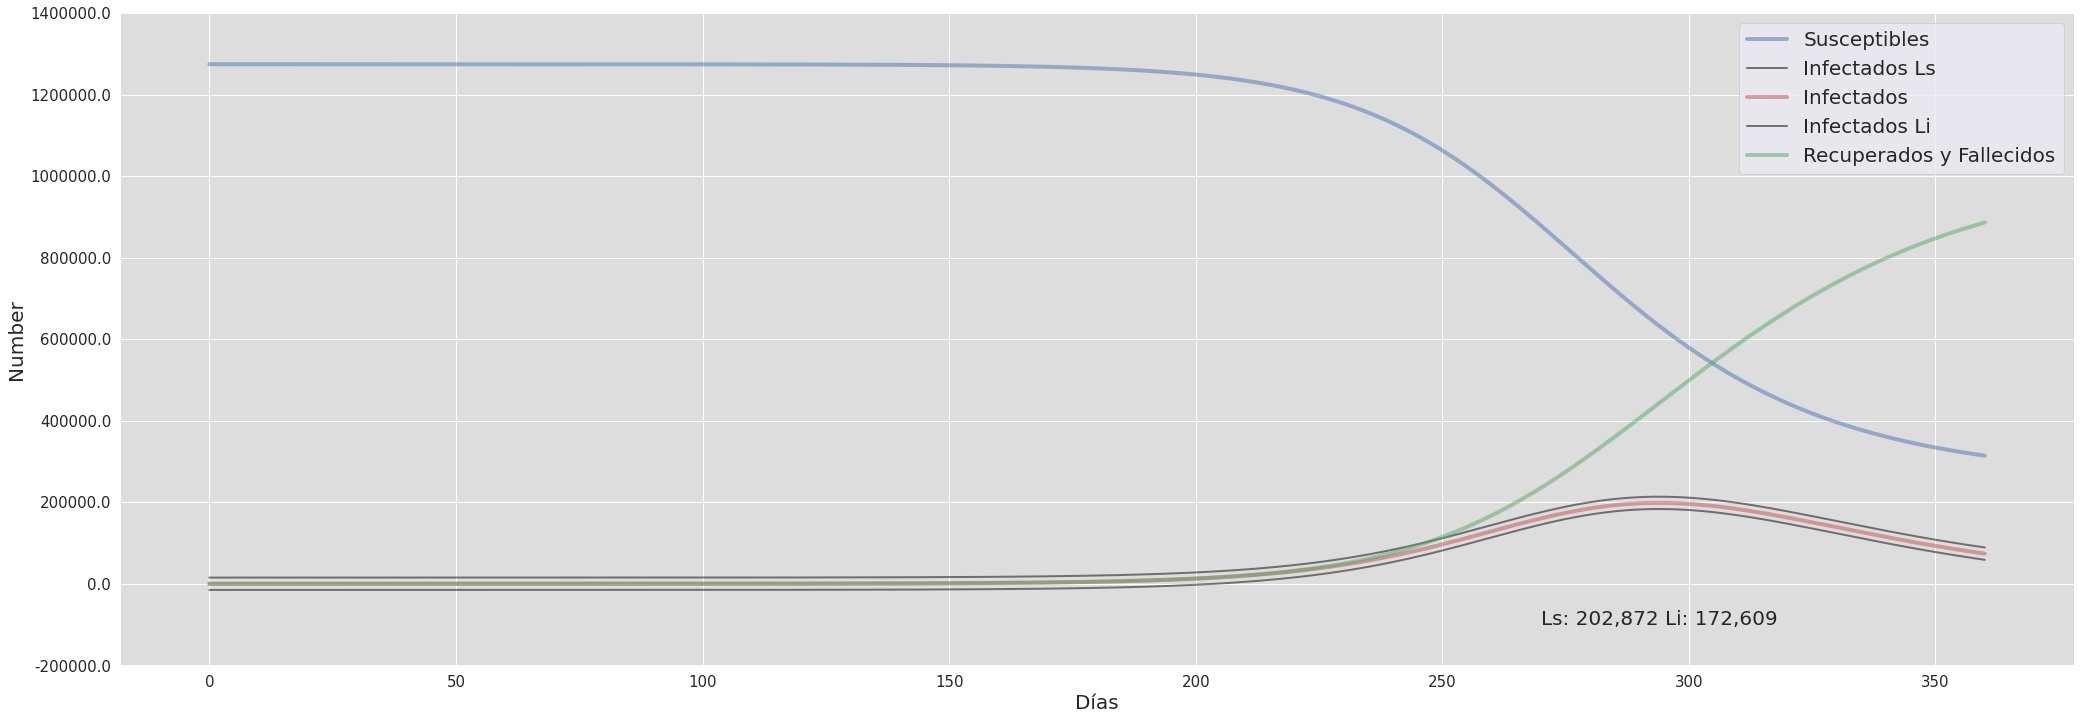 1400000.0
1200000.0
1000000.0
800000.0
600000.0
400000.0
200000.0
0.0
-200000.0
Number
Susceptibles
Infectados Ls
Infectados
Infectados Li
Recuperados y Fallecidos
Ls: 202,872 Li: 172,609
0 50 100 150 200 250 300 350
Días